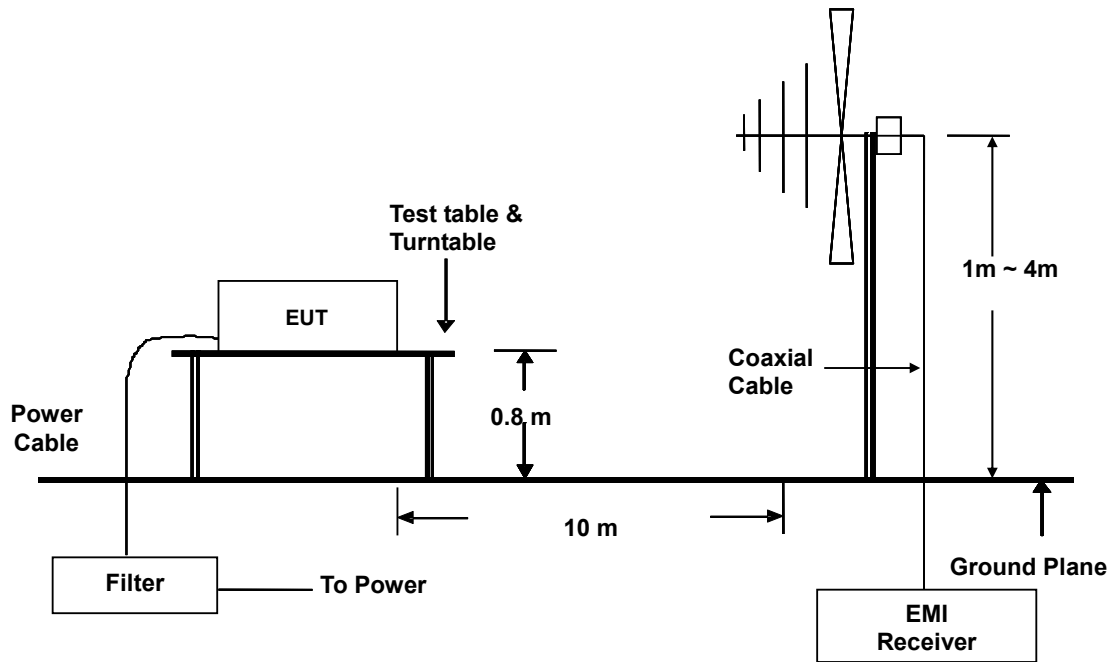 Test table &
Turntable
EUT
1m ~ 4m
Coaxial
Cable
0.8 m
Power
Cable
10 m
Ground Plane
Filter
To Power
EMI
Receiver